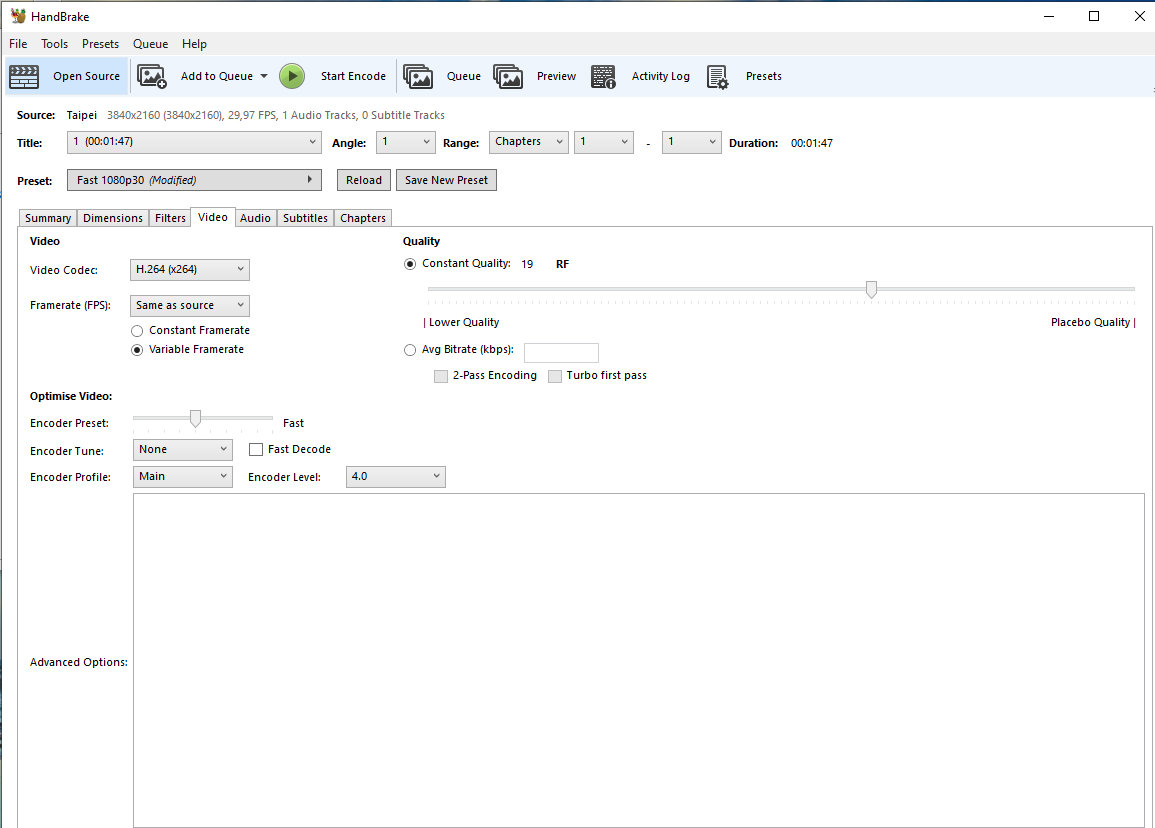 HandBrake
File Tools Presets Queue Help
Open Source Add to Queue Start Encode Queue Preview Activity Log Presets
Source: Taipei 3840x2160 (3840x2160), 29,97 FPS, 1 Audio Tracks, 0 Subtitle Tracks
Title: 1 (00:01:47) Angle: 1 Range: Chapters 1 - 1 Duration: 00:01:47
Preset: Fast 1080p30 (Modified) Reload Save New Preset
Summary Dimensions Filters Video Audio Subtitles Chapters
Video Quality
Video Codec: H.264 (x264) Constant Quality: 19 RF
Framerate (FPS): Same as source
| Lower Quality Placebo Quality |
Constant Framerate
Variable Framerate Avg Bitrate (kbps):
2-Pass Encoding Turbo first pass
Optimise Video:
Encoder Preset: Fast
Encoder Tune: None Fast Decode
Encoder Profile: Main Encoder Level: 4.0
Advanced Options: